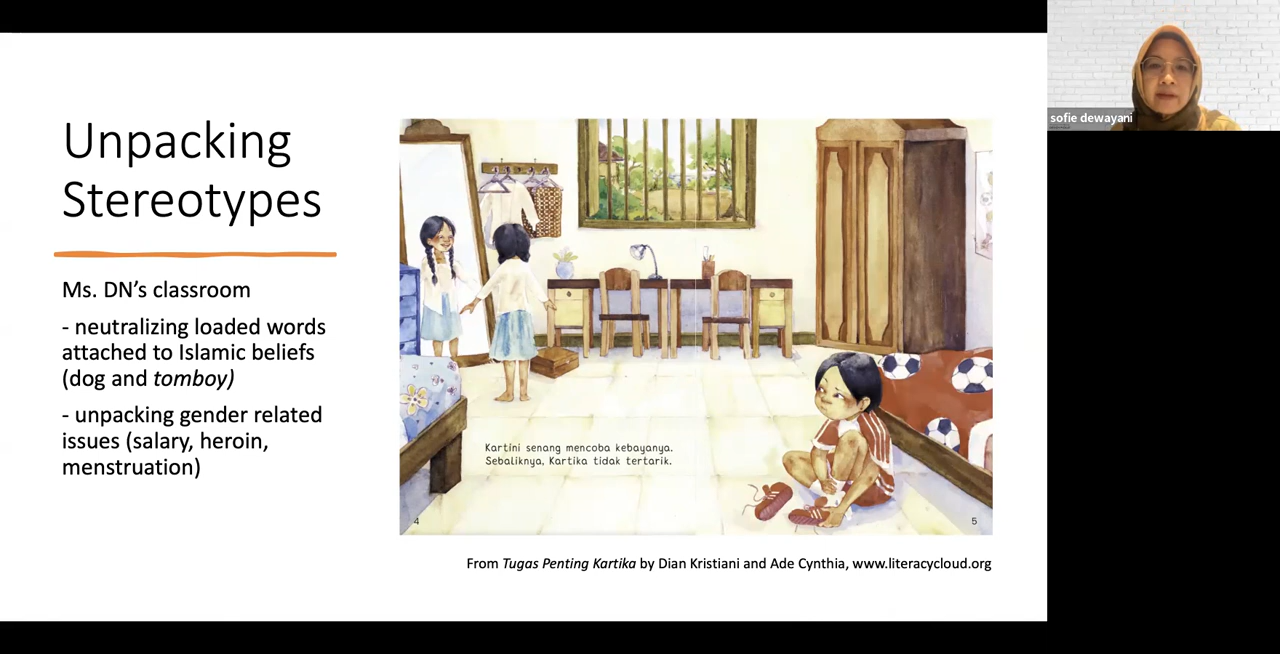 Unpacking
Stereotypes
Ms. DN’s classroom
- neutralizing loaded words
attached to Islamic beliefs
(dog and tomboy)
- unpacking gender related
issues (salary, heroin,
menstruation)
Kartini senang mencoba kebayanya.
Sebaliknya, Kartika tidak tertarik.
4
5
From Tugas Penting Kartika by Dian Kristiani and Ade Cynthia, www.literacycloud.org
sofie dewayani